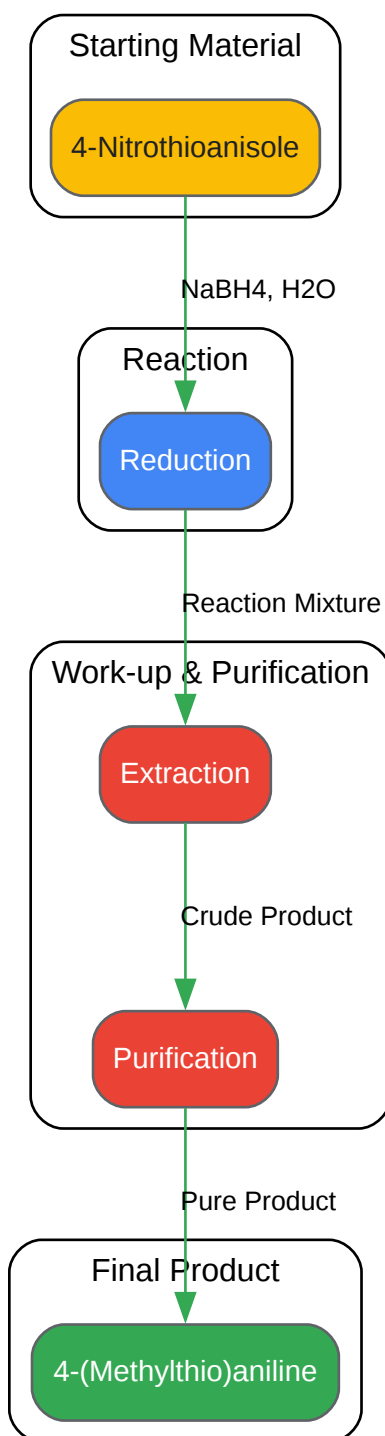 Starting Material
4-Nitrothioanisole
NaBH4, H2O
Reaction
Reduction
Reaction Mixture
Work-up & Purification
Extraction
Crude Product
Purification
Pure Product
Final Product
4-(Methylthio)aniline